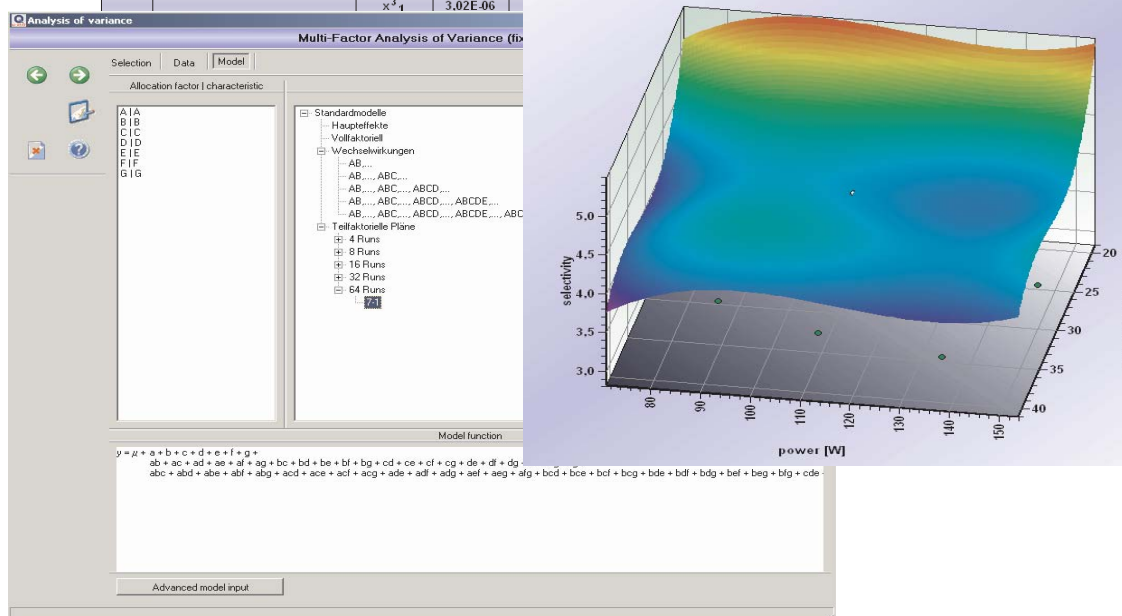 x³1 3.02E-06
Analysis of variance
Multi-Factor Analysis of Variance (fix
Selection Data Model
Allocation factor | characteristic
A | A
B | B
C | C
D | D
E | E
F | F
G | G
Standardmodelle
Haupteffekte
Vollfaktoriell
Wechselwirkungen
AB,...
AB,..., ABC,...
AB,..., ABC,..., ABCD,...
AB,..., ABC,..., ABCD,..., ABCDE,...
AB,..., ABC,..., ABCD,..., ABCDE,..., ABC
Teilfaktorielle Pläne
4 Runs
8 Runs
16 Runs
32 Runs
64 Runs
7-1
Model function
y = μ + a + b + c + d + e + f + g +
ab + ac + ad + ae + af + ag + bc + bd + be + bf + bg + cd + ce + cf + cg + de + df + dg +
abc + abd + abe + abf + abg + acd + ace + acf + acg + ade + adf + adg + aef + aeg + afg + bcd + bce + bcf + bcg + bde + bdf + bdg + bef + beg + bfg + cde +
Advanced model input
selectivity
5.0
4.5
4.0
3.5
3.0
80 90 100 110 120 130 140 150
power [W]
20
25
30
35
40